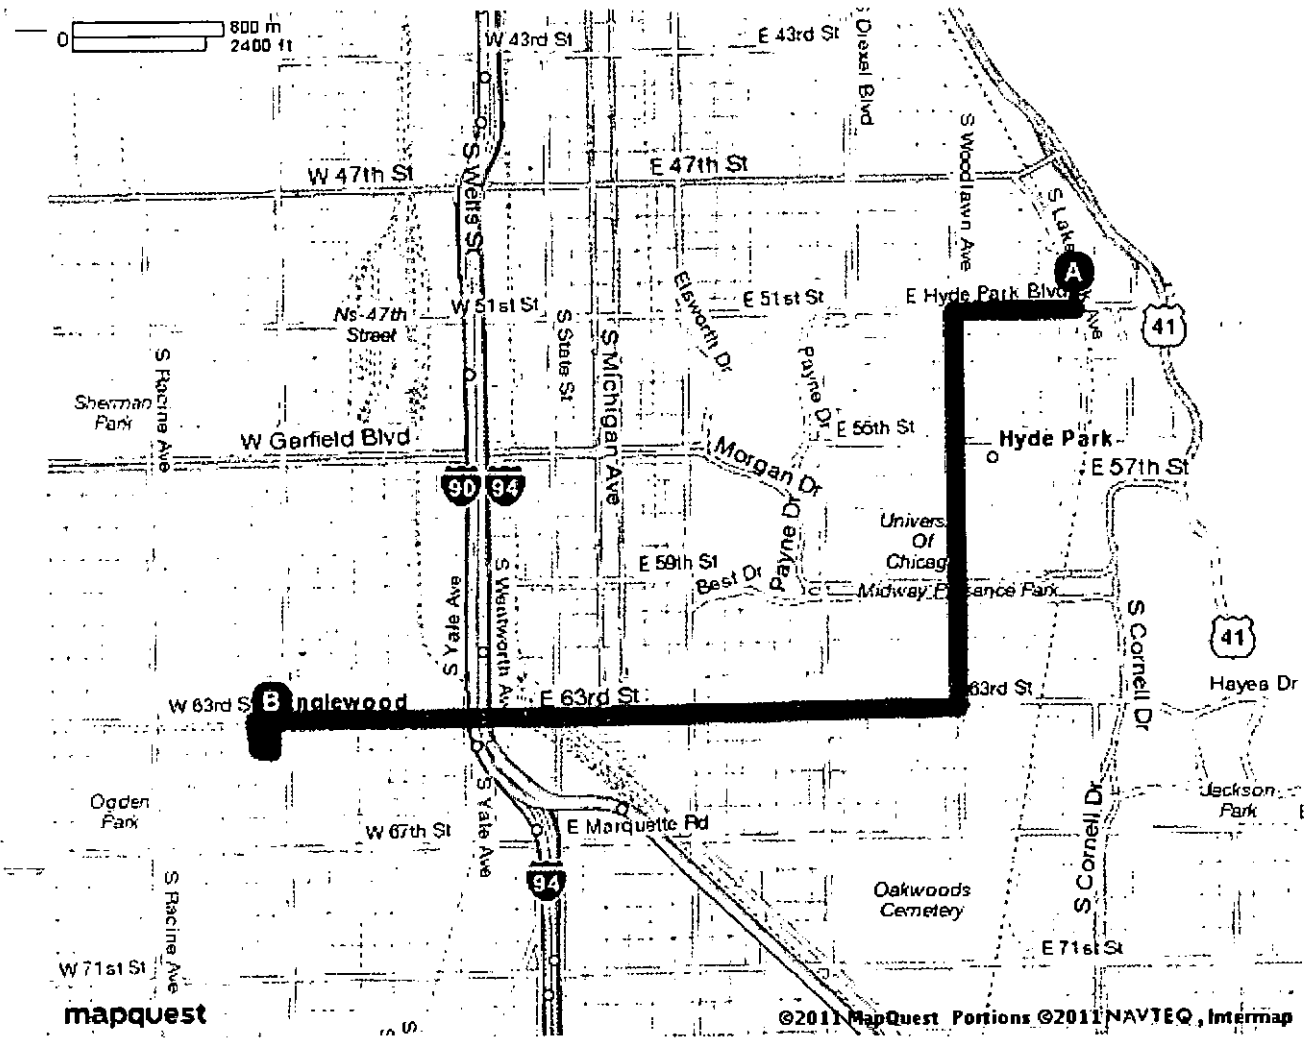 0
800 m
2400 ft
W 43rd St
E 43rd St
S Drexel Blvd
S Woodlawn Ave
W 47th St
E 47th St
S Wells St
S Lake
A
Ns-47th
Street
W 51st St
E 51st St
E Hyde Park Blvd
Ave
41
Elsworth Dr
S State St
S Michigan Ave
Payne Dr
S Racine Ave
Sherman
Park
W Garfield Blvd
E 55th St
Hyde Park
Morgan Dr
E 57th St
90
94
Payne Dr
Univers
Of
Chicag
E 59th St
Best Dr
Midway P
sance Park
S Yale Ave
S Wentworth Av
S Cornell Dr
41
W 63rd S
B
nglewood
E 63rd St
63rd St
Hayes Dr
Ogden
Park
S Yale Ave
W 67th St
E Marquette Rd
Jackson
Park
E
S Cornell Dr
94
Oakwoods
Cemetery
S Racine Ave
W 71st St
E 71st St
mapquest
S
©2011 MapQuest Portions ©2011 NAVTEQ, Intermap